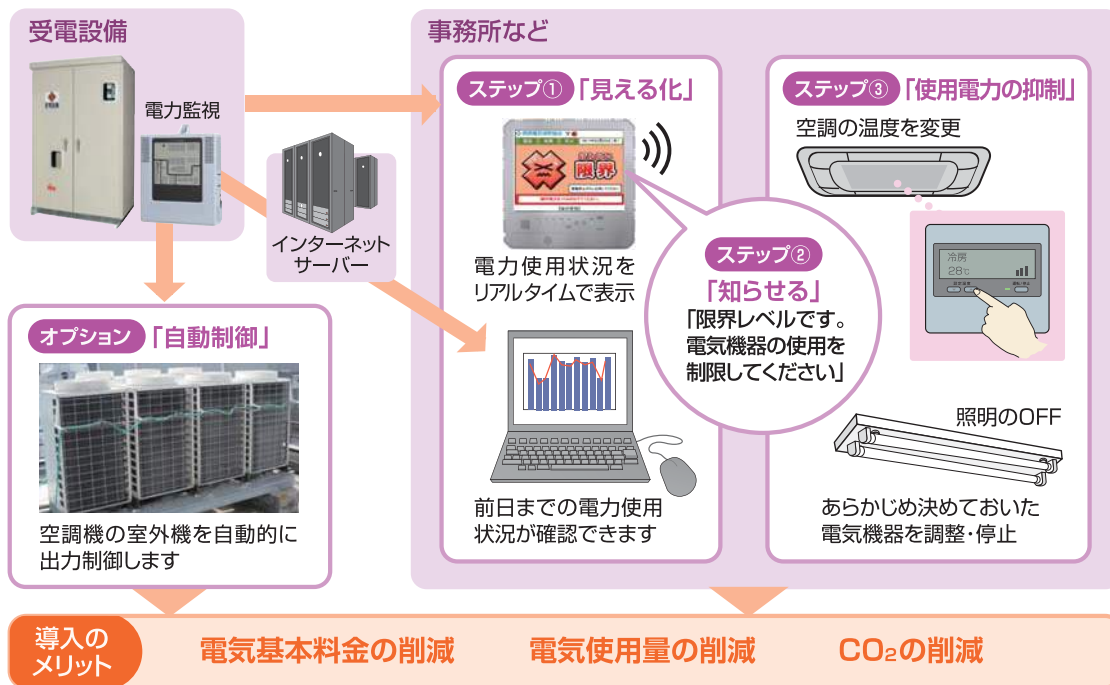 受電設備
電力監視
インターネット
サーバー
オプション 「自動制御」
空調機の室外機を自動的に
出力制御します
事務所など
ステップ① 「見える化」
限界
電力使用状況を
リアルタイムで表示
前日までの電力使用
状況が確認できます
ステップ②
「知らせる」
「限界レベルです。
電気機器の使用を
制限してください」
ステップ③ 「使用電力の抑制」
空調の温度を変更
冷房
28℃
照明のOFF
あらかじめ決めておいた
電気機器を調整・停止
導入の
メリット
電気基本料金の削減 電気使用量の削減 CO₂の削減